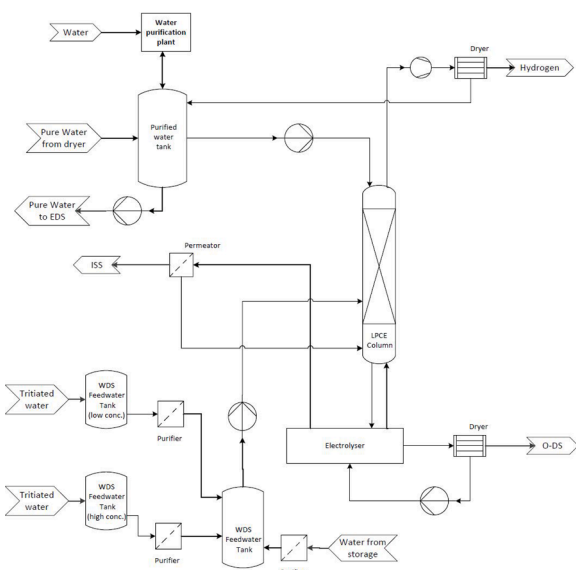 Water
Water
purification
plant
Dryer
Hydrogen
Pure Water
from dryer
Purified
water
tank
Pure Water
to EDS
Permeator
ISS
LPCE
Column
Tritiated
water
WDS
Feedwater
Tank
(low conc.)
Purifier
Electrolyser
Dryer
O-DS
Tritiated
water
WDS
Feedwater
Tank
(high conc.)
Purifier
WDS
Feedwater
Tank
Water from
storage